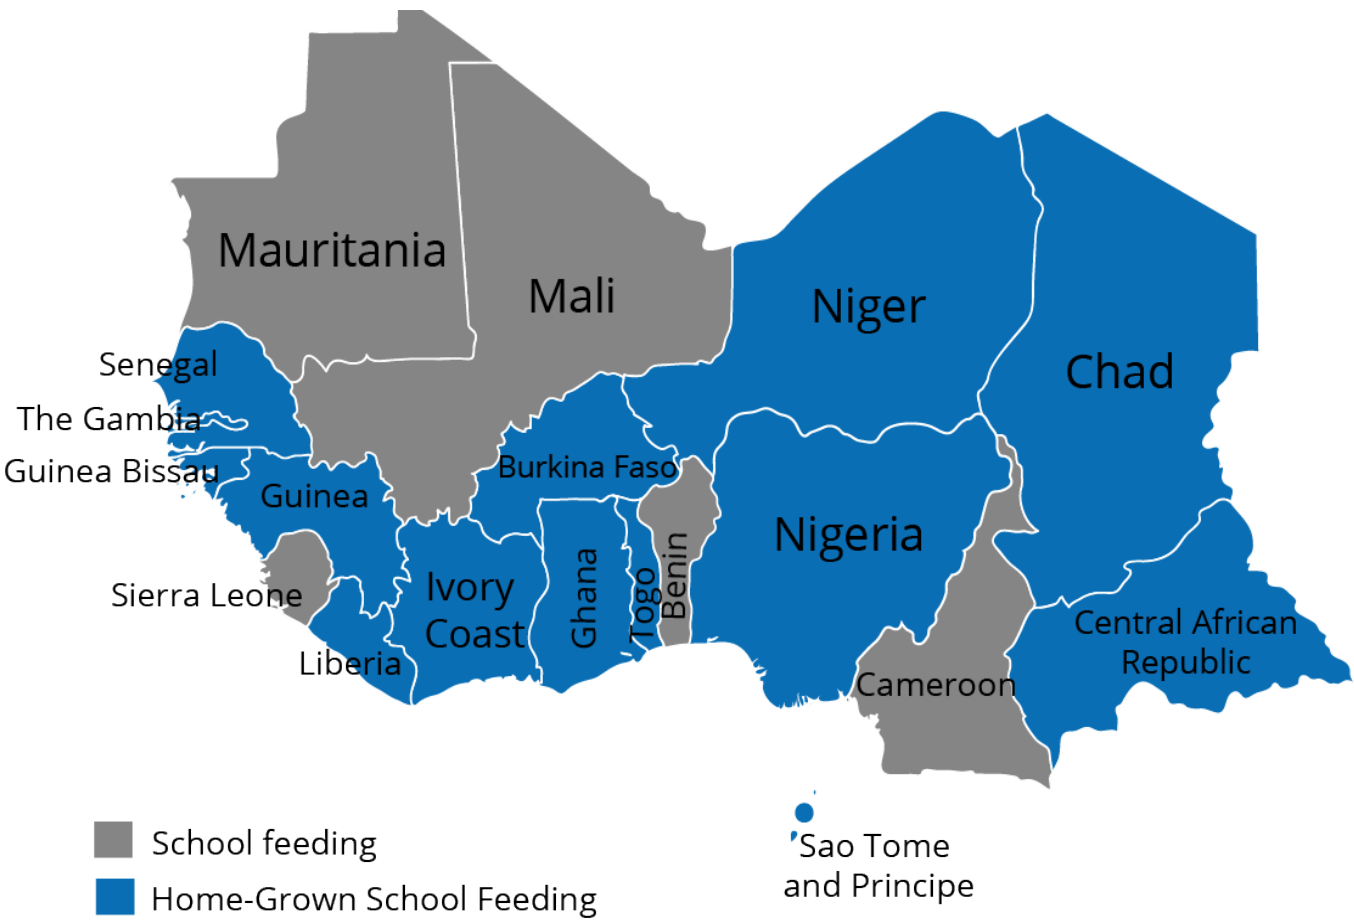 Mauritania
Mali
Niger
Chad
Senegal
The Gambia
Guinea Bissau
Guinea
Burkina Faso
Nigeria
Sierra Leone
Ivory
Coast
Ghana
Togo
Benin
Liberia
Cameroon
Central African
Republic
Sao Tome
and Principe
School feeding
Home-Grown School Feeding